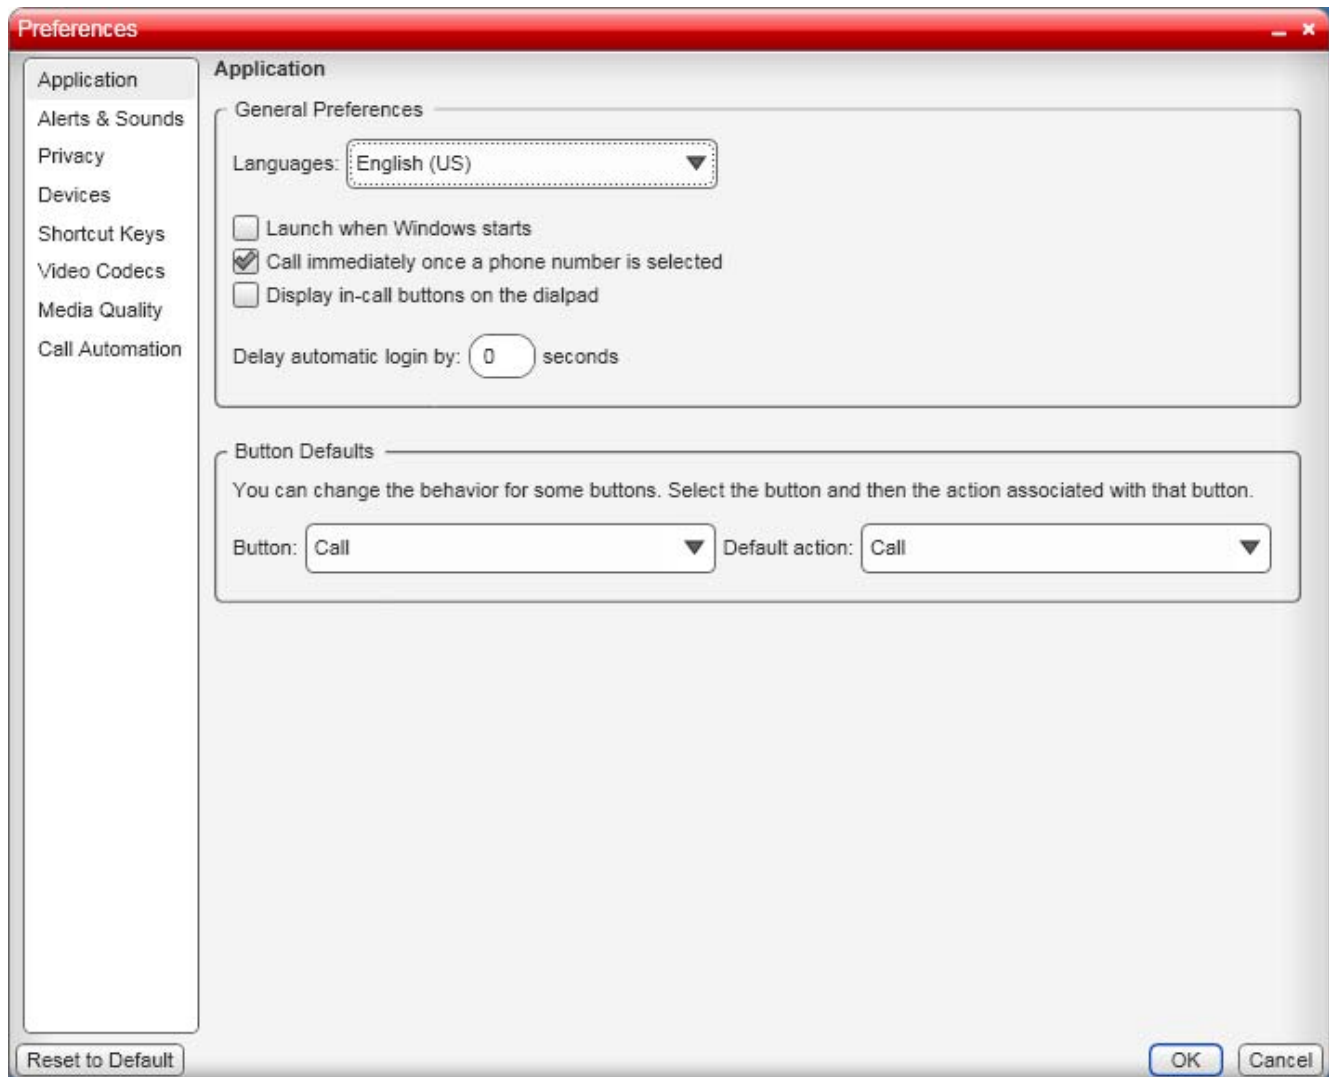 Preferences
Application
Alerts & Sounds
Privacy
Devices
Shortcut Keys
Video Codecs
Media Quality
Call Automation
Application
General Preferences
Languages: English (US)
Launch when Windows starts
Call immediately once a phone number is selected
Display in-call buttons on the dialpad
Delay automatic login by: 0 seconds
Button Defaults
You can change the behavior for some buttons. Select the button and then the action associated with that button.
Button: Call Default action: Call
Reset to Default OK Cancel